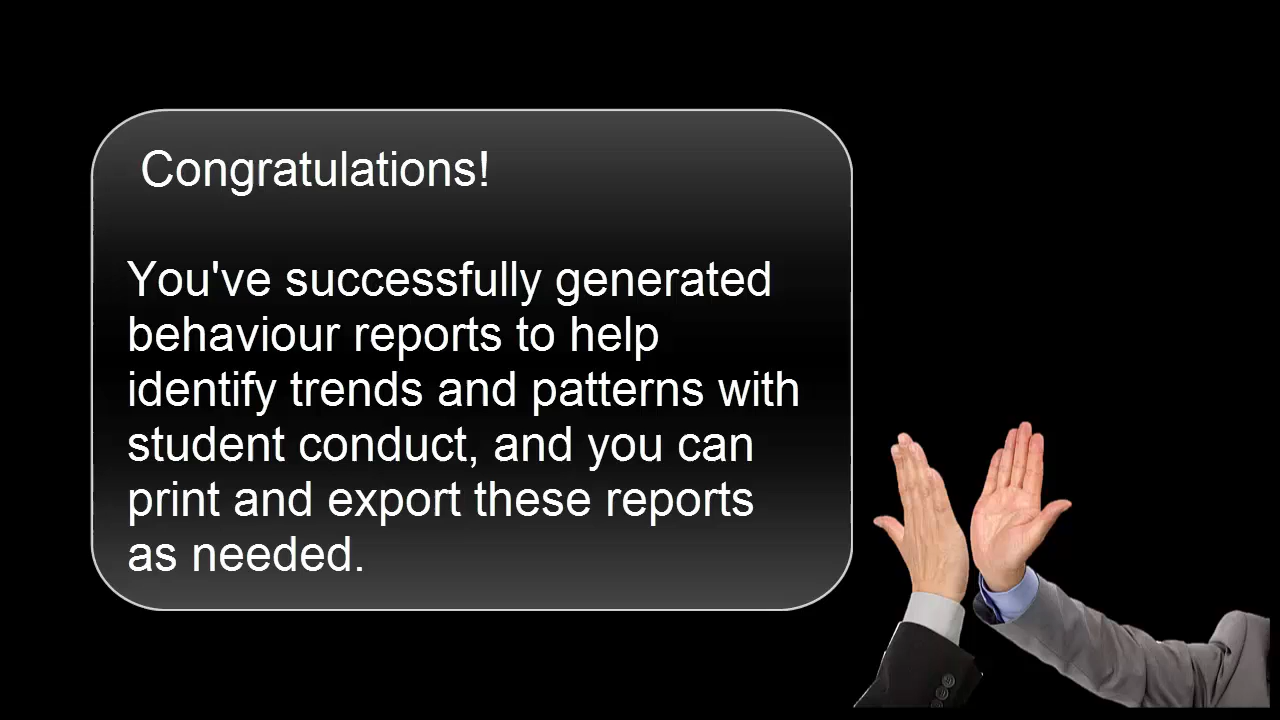 Congratulations!
You've successfully generated
behaviour reports to help
identify trends and patterns with
student conduct, and you can
print and export these reports
as needed.